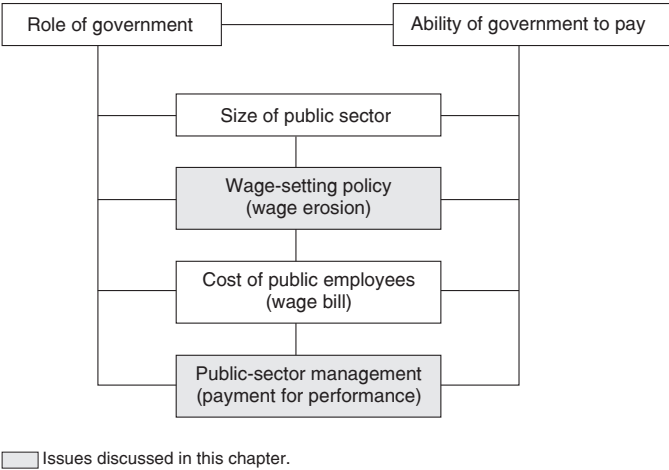 Role of government
Ability of government to pay
Size of public sector
Wage-setting policy
(wage erosion)
Cost of public employees
(wage bill)
Public-sector management
(payment for performance)
Issues discussed in this chapter.